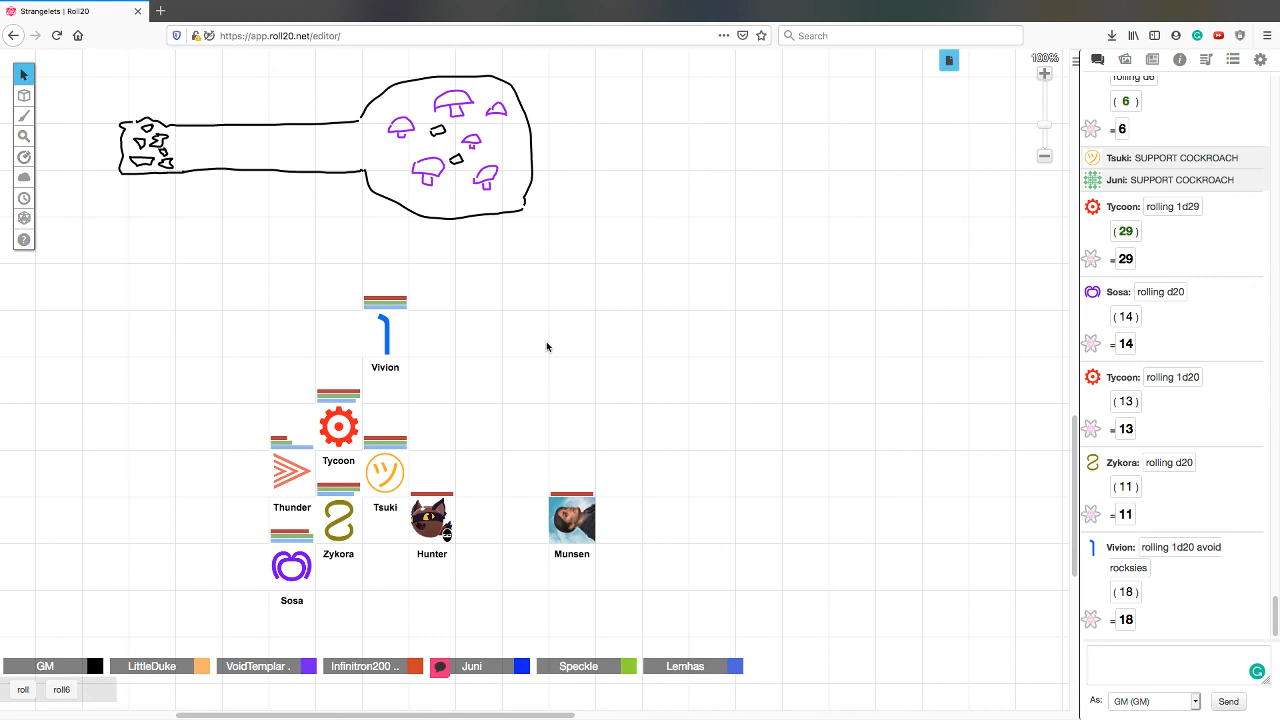 Strangelets | Roll20
https://app.roll20.net/editor/
Search
100%
rolling d6
( 6 )
= 6
Tsuki: SUPPORT COCKROACH
Juni: SUPPORT COCKROACH
Tycoon: rolling 1d29
( 29 )
= 29
Sosa: rolling d20
( 14 )
= 14
Tycoon: rolling 1d20
( 13 )
= 13
Zykora: rolling d20
( 11 )
= 11
Vivion: rolling 1d20 avoid
rocksies
( 18 )
= 18
Vivion
Tycoon
ツ
Thunder
Tsuki
Zykora
Hunter
Munsen
Sosa
GM
LittleDuke
VoidTemplar .
Infinitron200 ..
Juni
Speckle
Lemhas
roll
roll6
As:
GM (GM)
Send